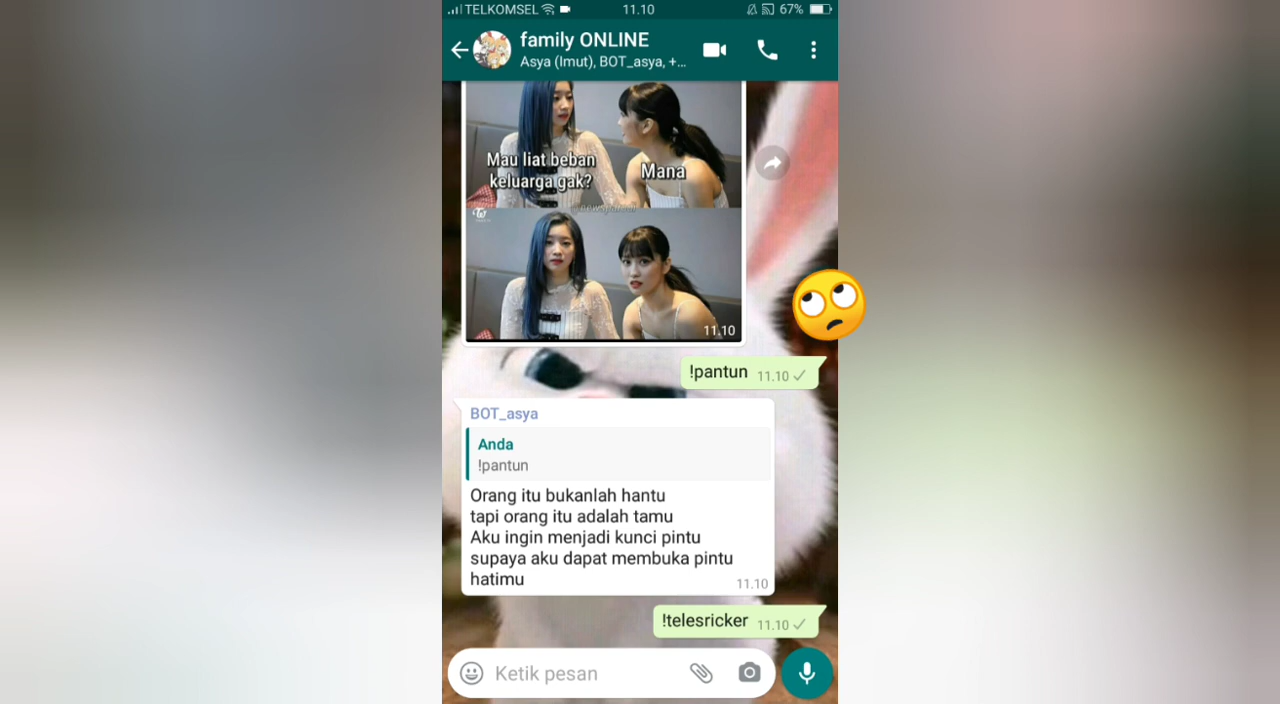 TELKOMSEL 11.10 67%
family ONLINE
Asya (Imut), BOT_asya, +...
Mau liat beban
keluarga gak?
Mana
11.10
!pantun 11.10
BOT_asya
Anda
!pantun
Orang itu bukanlah hantu
tapi orang itu adalah tamu
Aku ingin menjadi kunci pintu
supaya aku dapat membuka pintu
hatimu
11.10
!telesricker 11.10
Ketik pesan